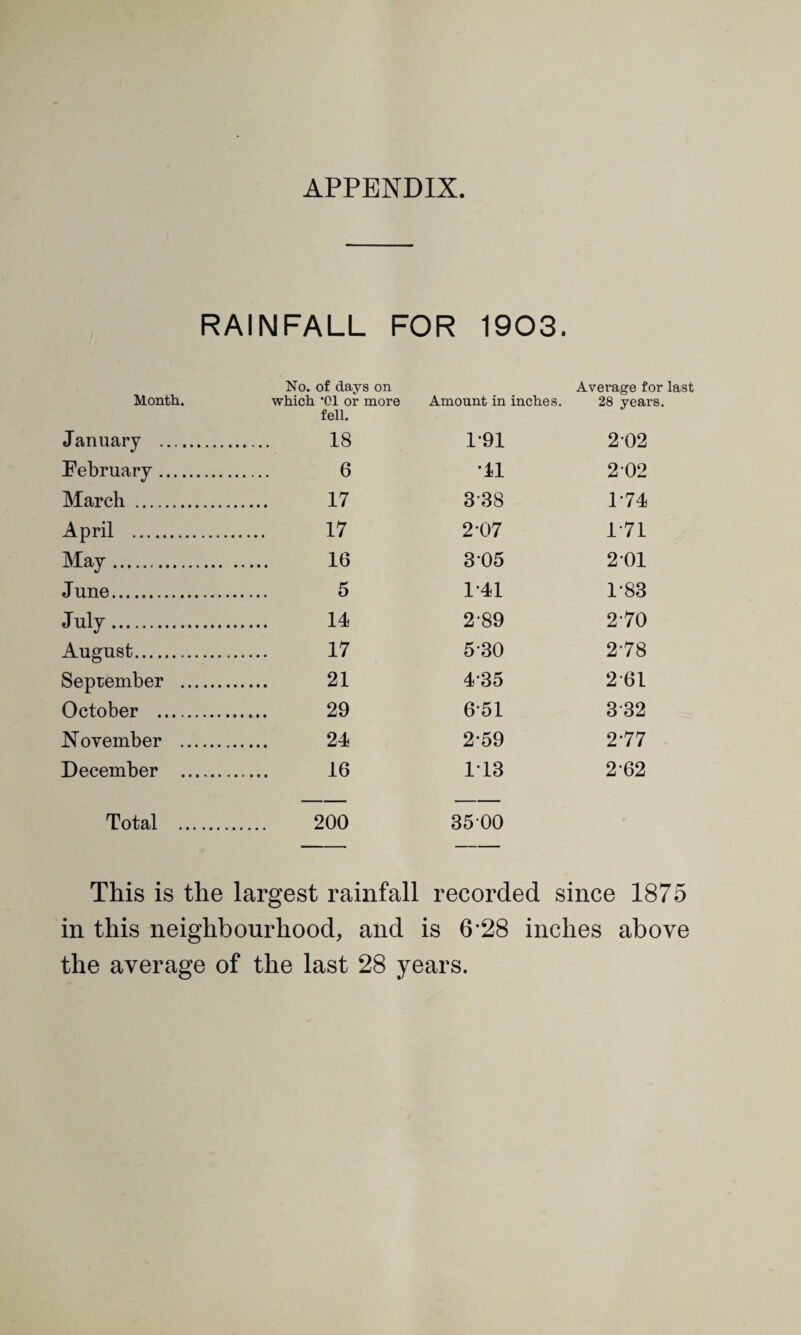 APPENDIX.
RAINFALL FOR 1903.
Month. No. of days on which ·01 or more fell. Amount in inches. Average for last 28 years.
January ............ 18 1·91 2·02
February ............ 6 ·41 2·02
March ............ 17 3·38 1·74
April ............ 17 2·07 1·71
May ............ 16 3·05 2·01
June ............ 5 1·41 1·83
July ............ 14 2·89 2·70
August ............ 17 5·30 2·78
September ............ 21 4·35 2·61
October ............ 29 6·51 3·32
November ............ 24 2·59 2·77
December ............ 16 1·13 2·62
Total ............ 200 35·00
This is the largest rainfall recorded since 1875
in this neighbourhood, and is 6·28 inches above
the average of the last 28 years.